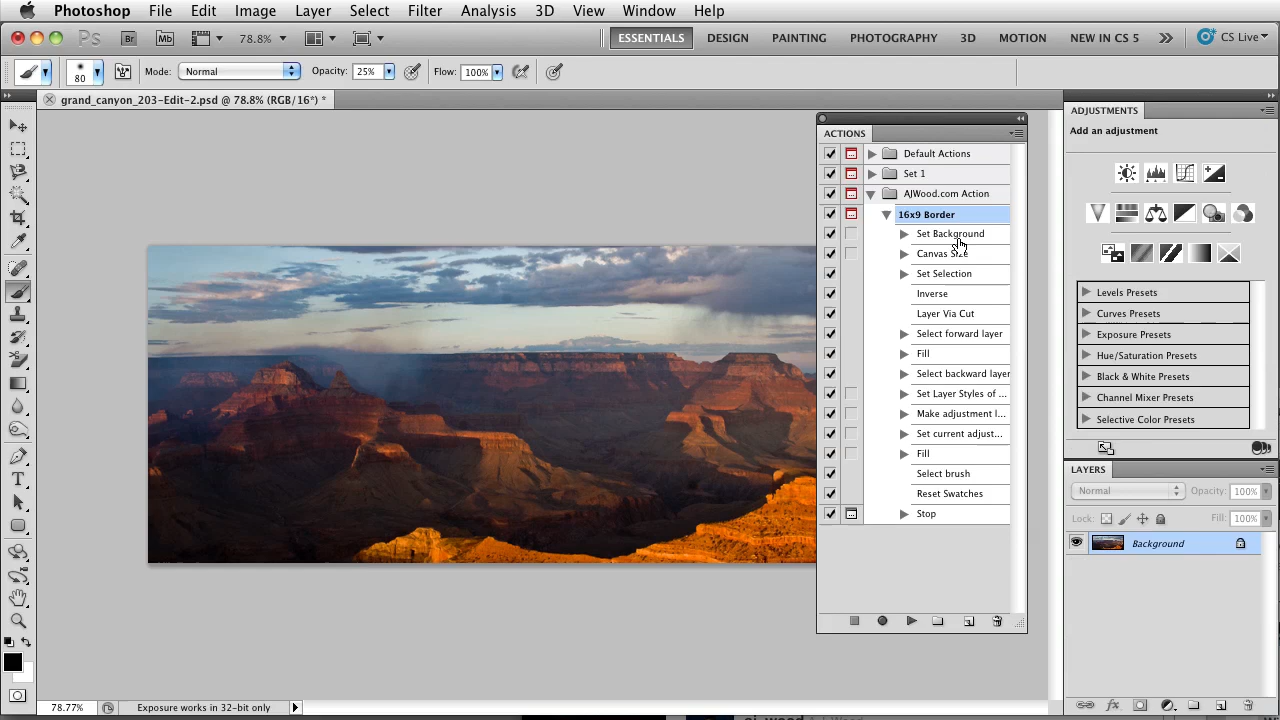 Photoshop File Edit Image Layer Select Filter Analysis 3D View Window Help
Ps Br Mb 78.8% ESSENTIALS DESIGN PAINTING PHOTOGRAPHY 3D MOTION NEW IN CS 5 CS Live
80 Mode: Normal Opacity: 25% Flow: 100%
grand_canyon_203-Edit-2.psd @ 78.8% (RGB/16*) *
ACTIONS
Default Actions
Set 1
AJWood.com Action
16x9 Border
Set Background
Canvas Size
Set Selection
Inverse
Layer Via Cut
Select forward layer
Fill
Select backward layer
Set Layer Styles of ...
Make adjustment l...
Set current adjust...
Fill
Select brush
Reset Swatches
Stop
ADJUSTMENTS
Add an adjustment
Levels Presets
Curves Presets
Exposure Presets
Hue/Saturation Presets
Black & White Presets
Channel Mixer Presets
Selective Color Presets
LAYERS
Normal Opacity: 100%
Lock: Fill: 100%
Background
fx
78.77% Exposure works in 32-bit only